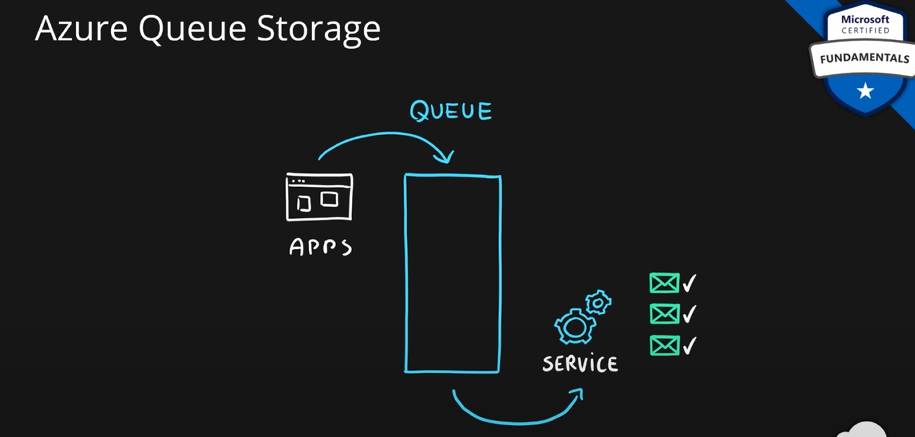 Azure Queue Storage
Microsoft
CERTIFIED
FUNDAMENTALS
QUEUE
APPS
SERVICE